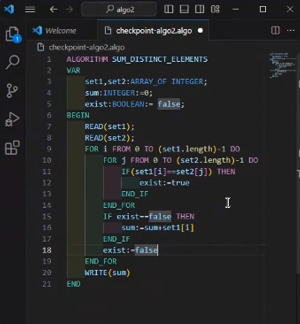 algo2
Welcome
checkpoint-algo2.algo
checkpoint-algo2.algo
1 ALGORITHM SUM_DISTINCT_ELEMENTS
2 VAR
3 set1,set2:ARRAY_OF INTEGER;
4 sum:INTEGER:=0;
5 exist:BOOLEAN:= false;
6 BEGIN
7 READ(set1);
8 READ(set2);
9 FOR i FROM 0 TO (set1.length)-1 DO
10 FOR j FROM 0 TO (set2.length)-1 DO
11 IF(set1[i]==set2[j]) THEN
12 exist:=true
13 END_IF
14 END_FOR
15 IF exist==false THEN
16 sum:=sum+set1[i]
17 END_IF
18 exist:=false
19 END_FOR
20 WRITE(sum)
21 END